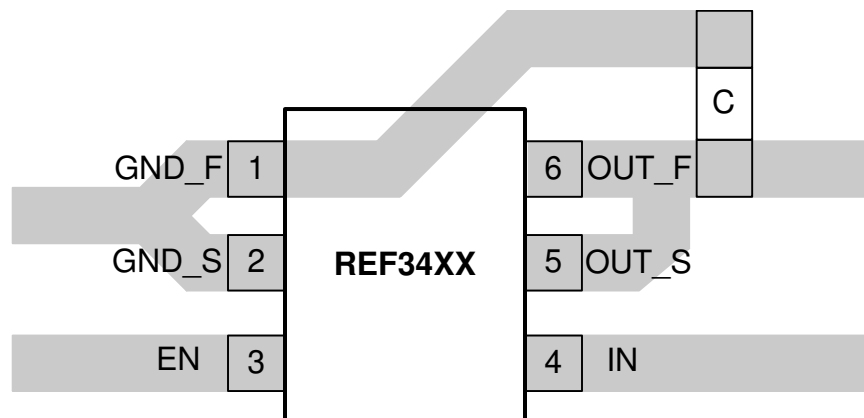 C
GND_F 1 6 OUT_F
GND_S 2 REF34XX 5 OUT_S
EN 3 4 IN